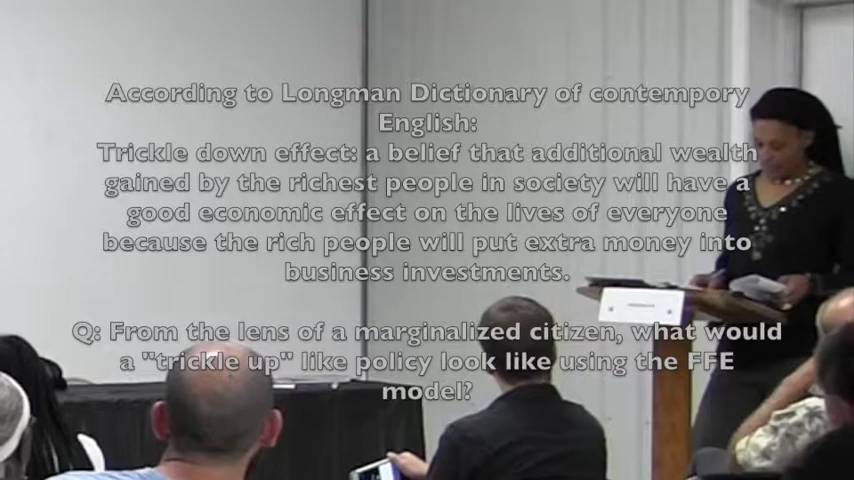 According to Longman Dictionary of contempory
English:
Trickle down effect: a belief that additional wealth
gained by the richest people in society will have a
good economic effect on the lives of everyone
because the rich people will put extra money into
business investments.
Q: From the lens of a marginalized citizen, what would
a "trickle up" like policy look like using the FFE
model?